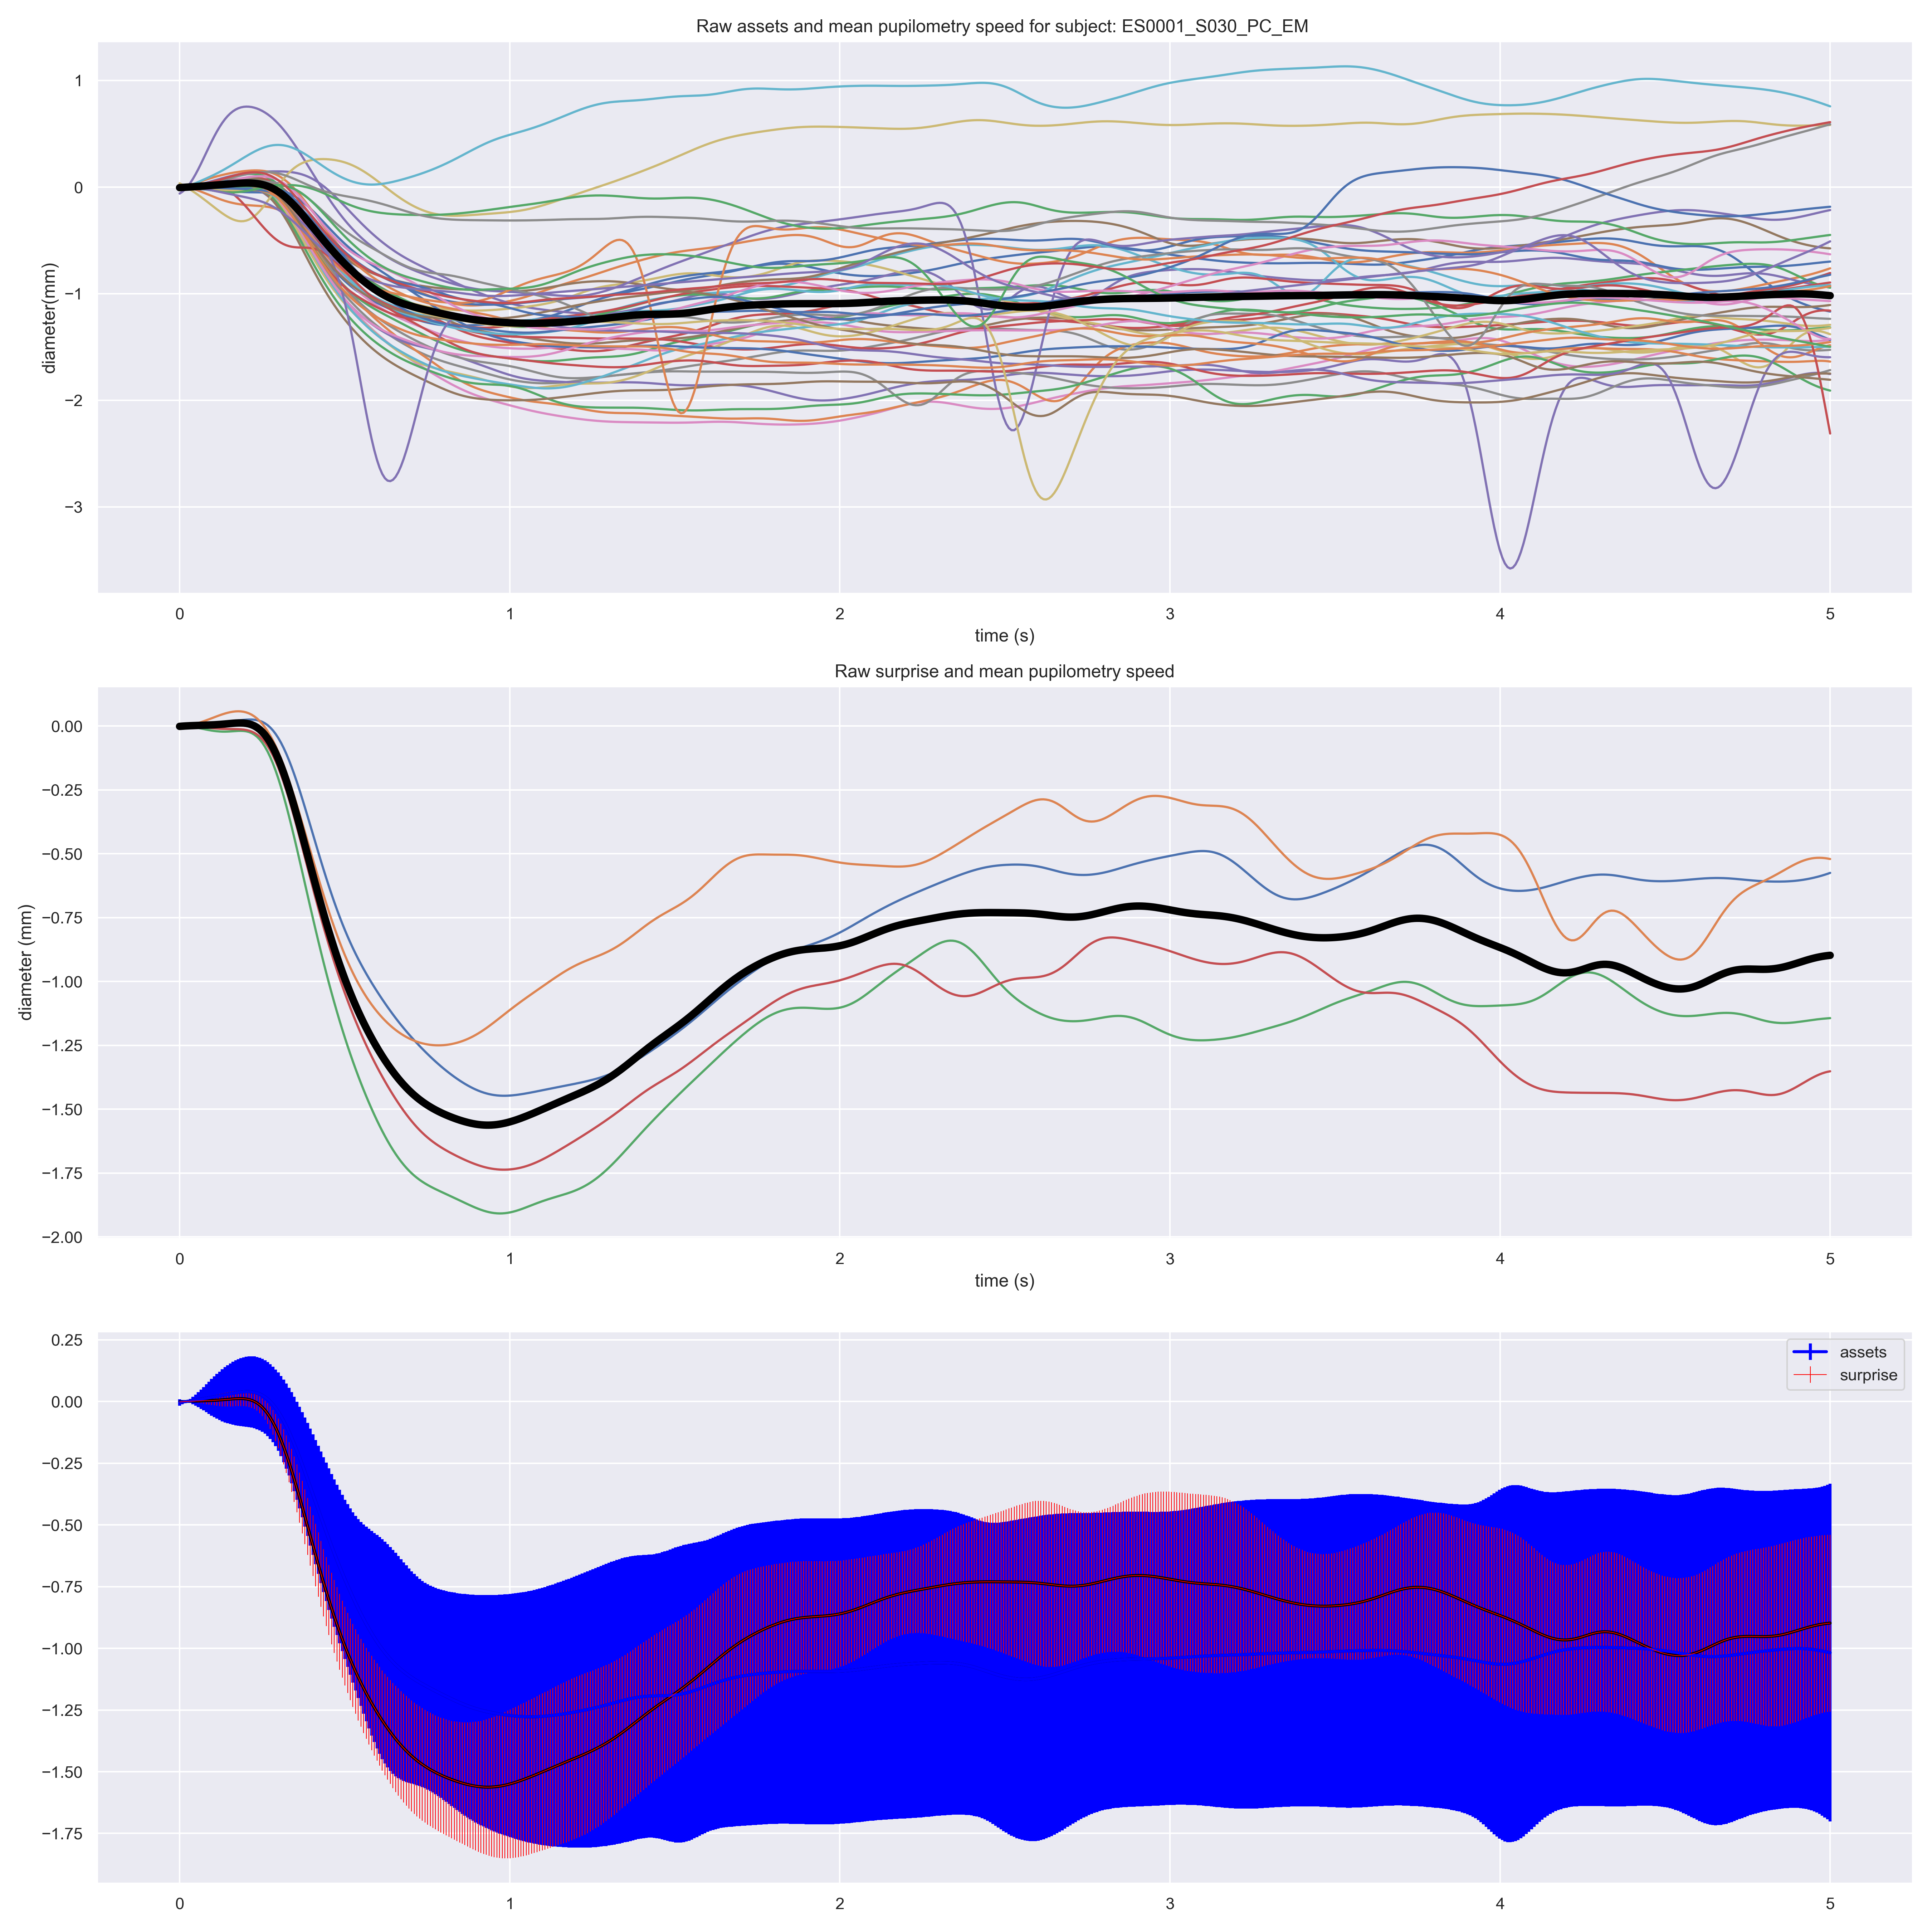 Raw assets and mean pupilometry speed for subject: ES0001_S030_PC_EM
diameter(mm)
1
0
−1
−2
−3
0 1 2 3 4 5
time (s)
Raw surprise and mean pupilometry speed
diameter (mm)
0.00
−0.25
−0.50
−0.75
−1.00
−1.25
−1.50
−1.75
−2.00
0 1 2 3 4 5
time (s)
0.25
0.00
−0.25
−0.50
−0.75
−1.00
−1.25
−1.50
−1.75
assets
surprise
0 1 2 3 4 5